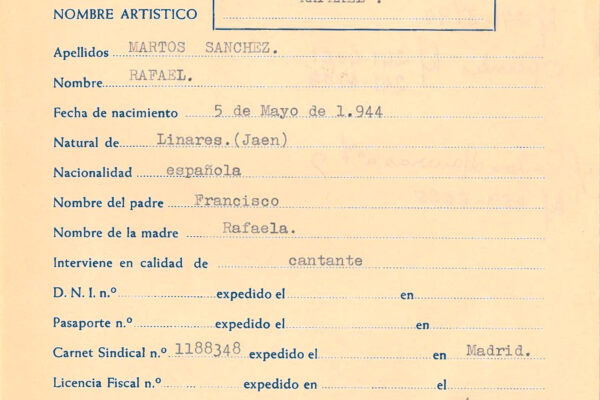 NOMBRE ARTISTICO
Apellidos MARTOS SANCHEZ.
Nombre RAFAEL.
Fecha de nacimiento 5 de Mayo de 1.944
Natural de Linares.(Jaen)
Nacionalidad española
Nombre del padre Francisco
Nombre de la madre Rafaela.
Interviene en calidad de cantante
D. N. I. n.º expedido el en
Pasaporte n.º expedido el en
Carnet Sindical n.º 1188348 expedido el en Madrid.
Licencia Fiscal n.º expedido en el